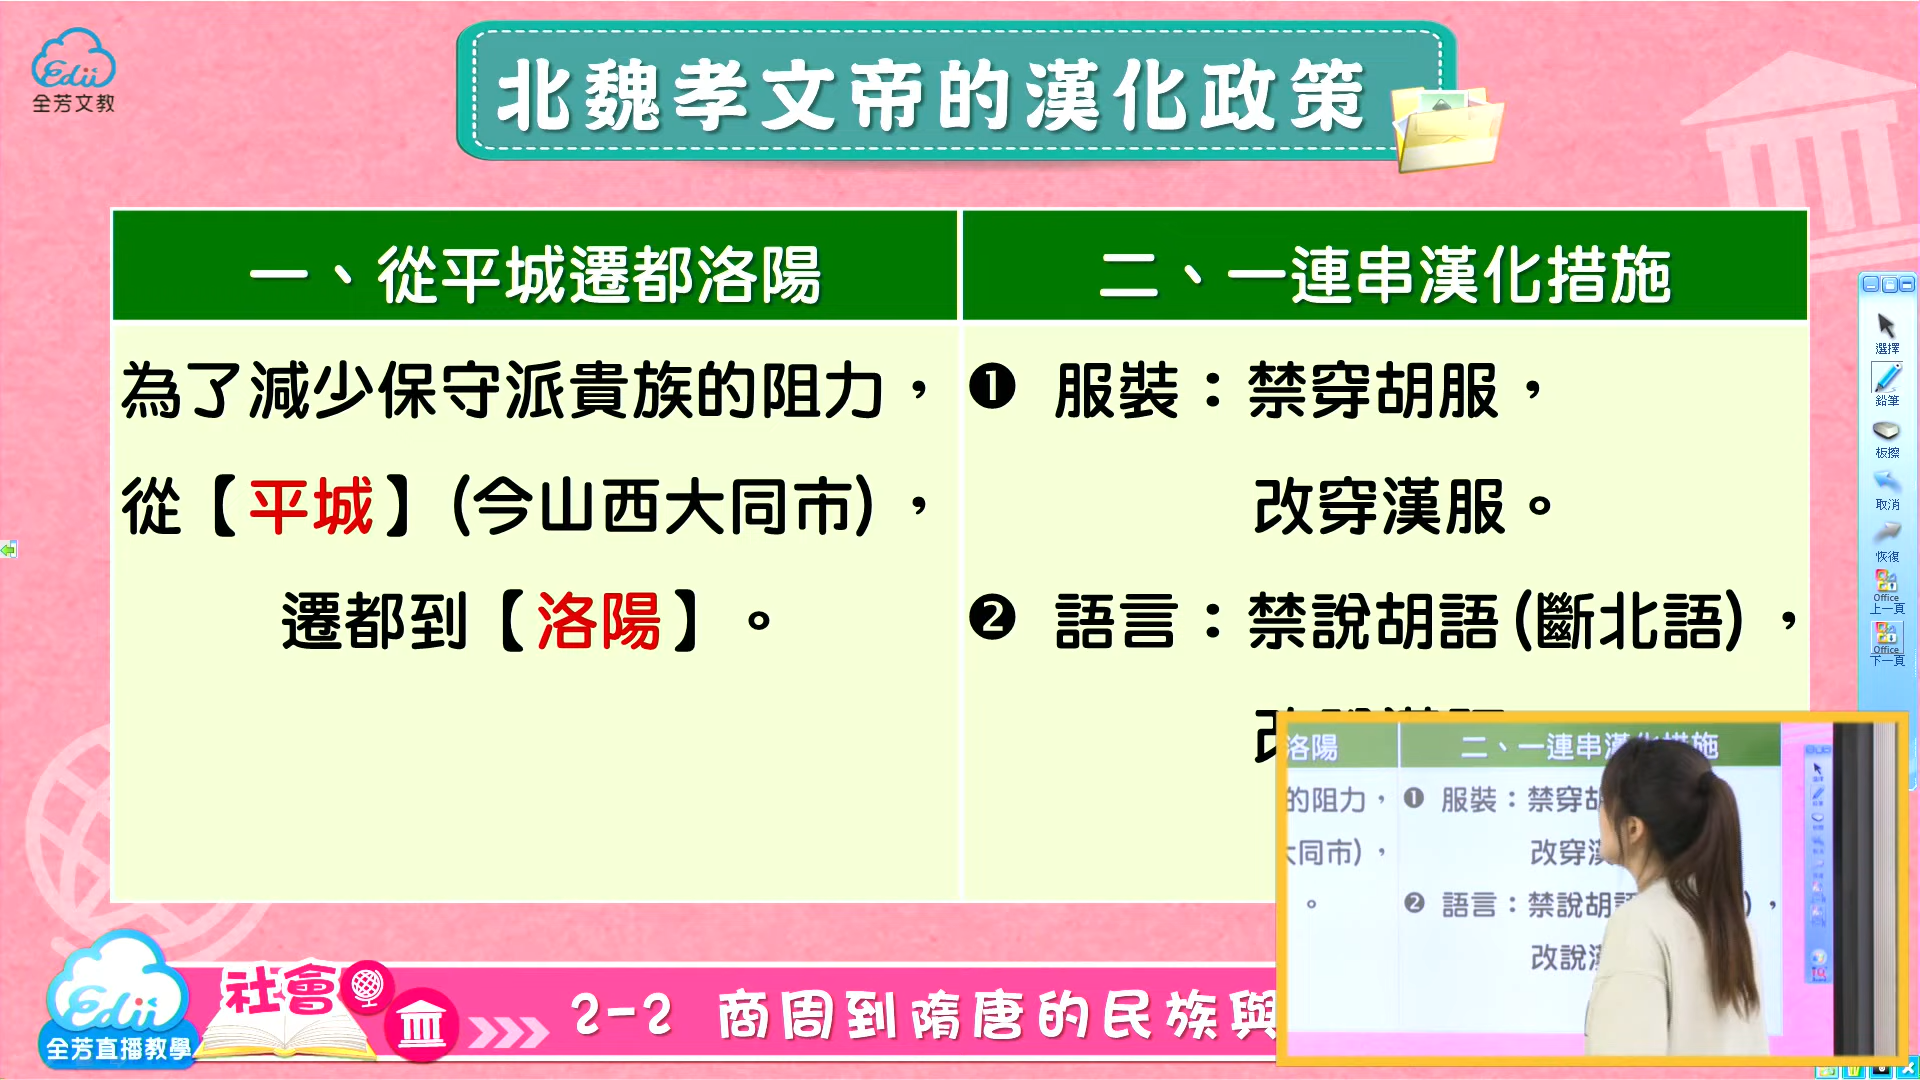 Edii
全芳文教
北魏孝文帝的漢化政策
一、從平城遷都洛陽
二、一連串漢化措施
為了減少保守派貴族的阻力，
從【平城】(今山西大同市)，
遷都到【洛陽】。
❶ 服裝：禁穿胡服，
改穿漢服。
❷ 語言：禁說胡語(斷北語)，
選擇
鉛筆
板擦
取消
恢復
Office
上一頁
Office
下一頁
洛陽
二、一連串漢化措施
的阻力，
❶ 服裝：禁穿胡
大同市)，
改穿漢
。
❷ 語言：禁說胡語
)，
改說漢
Edii
全芳直播教學
社會
2-2 商周到隋唐的民族與